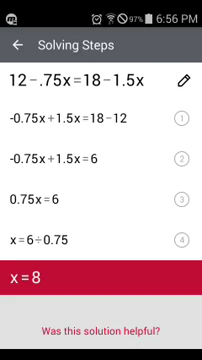 97% 6:56 PM
Solving Steps
12-.75x=18-1.5x
-0.75x+1.5x=18-12 1
-0.75x+1.5x=6 2
0.75x=6 3
x=6÷0.75 4
x=8
Was this solution helpful?